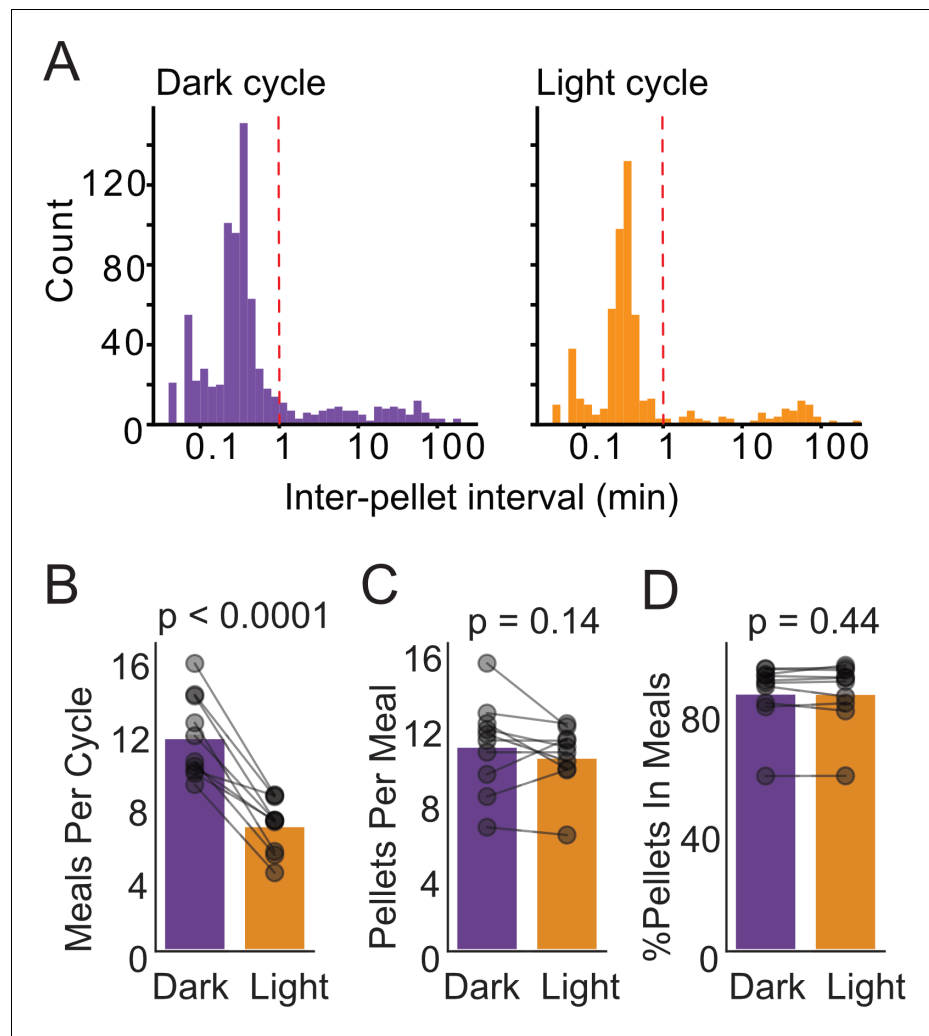 A
Dark cycle
Light cycle
Count
120
80
40
0
0.1 1 10 100
0.1 1 10 100
Inter-pellet interval (min)
B
p < 0.0001
Meals Per Cycle
16
12
8
4
0
Dark Light
C
p = 0.14
Pellets Per Meal
16
12
8
4
0
Dark Light
D
p = 0.44
%Pellets In Meals
80
40
0
Dark Light